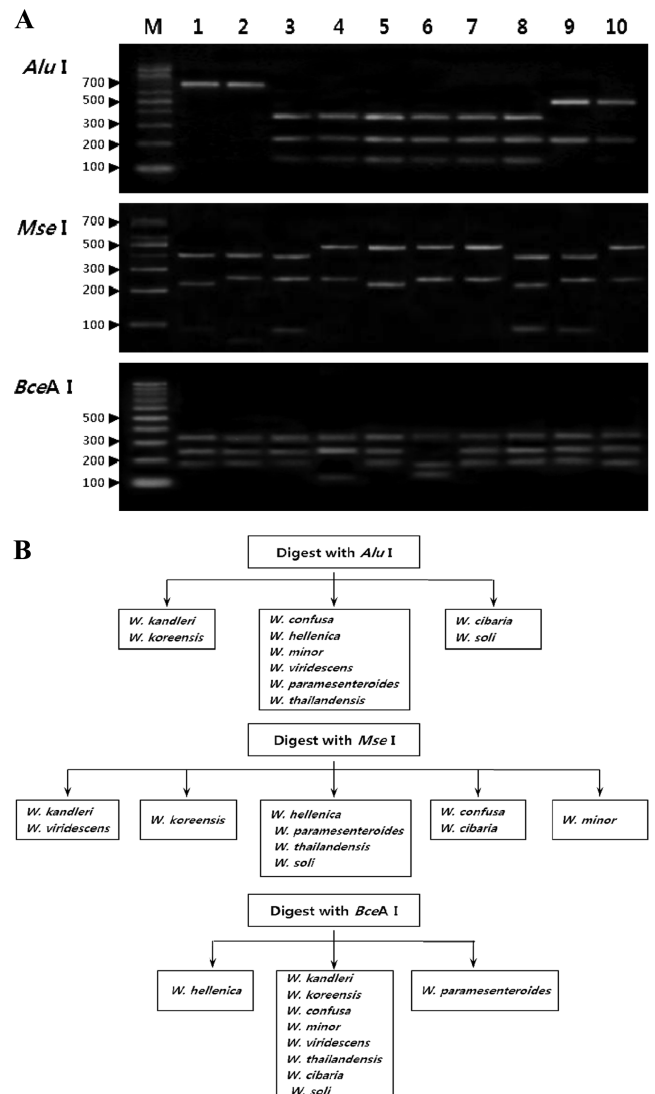 A
M 1 2 3 4 5 6 7 8 9 10
Alu I
700
500
300
200
100
Mse I
700
500
300
200
100
BceA I
500
300
200
100
B
Digest with Alu I
W. kandleri
W. koreensis
W. confusa
W. hellenica
W. minor
W. viridescens
W. paramesenteroides
W. thailandensis
W. cibaria
W. soli
Digest with Mse I
W. kandleri
W. viridescens
W. koreensis
W. hellenica
W. paramesenteroides
W. thailandensis
W. soli
W. confusa
W. cibaria
W. minor
Digest with BceA I
W. hellenica
W. kandleri
W. koreensis
W. confusa
W. minor
W. viridescens
W. thailandensis
W. cibaria
W. soli
W. paramesenteroides